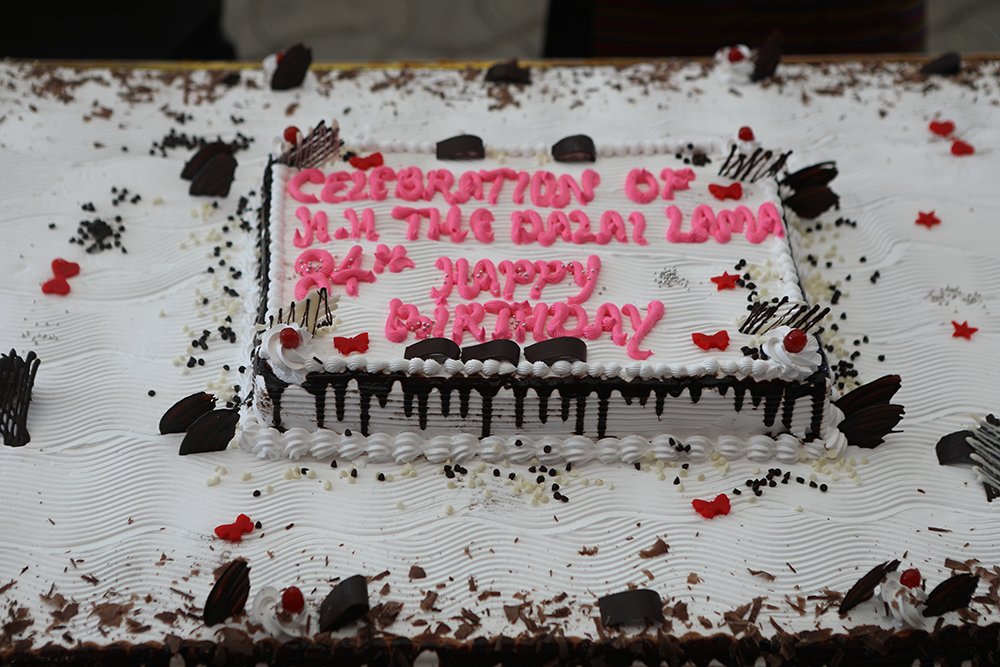 CELEBRATION OF
H.H THE DALAI LAMA
84th HAPPY
BIRTHDAY